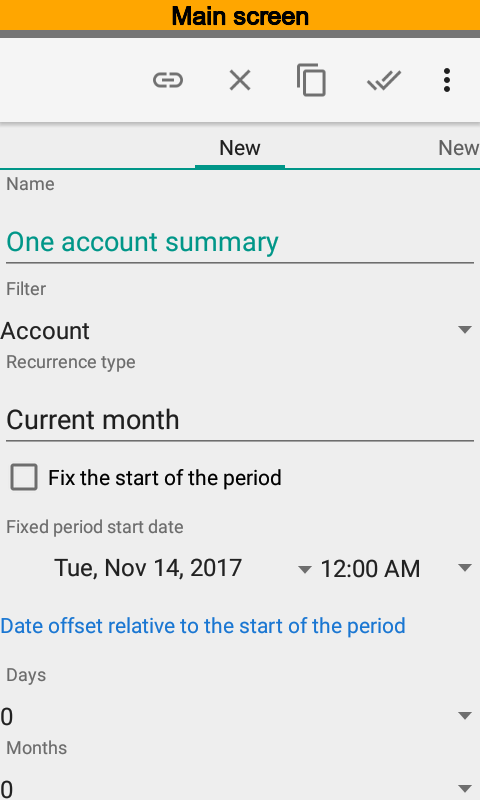 Main screen
New
New
Name
One account summary
Filter
Account
Recurrence type
Current month
Fix the start of the period
Fixed period start date
Tue, Nov 14, 2017 12:00 AM
Date offset relative to the start of the period
Days
0
Months
0